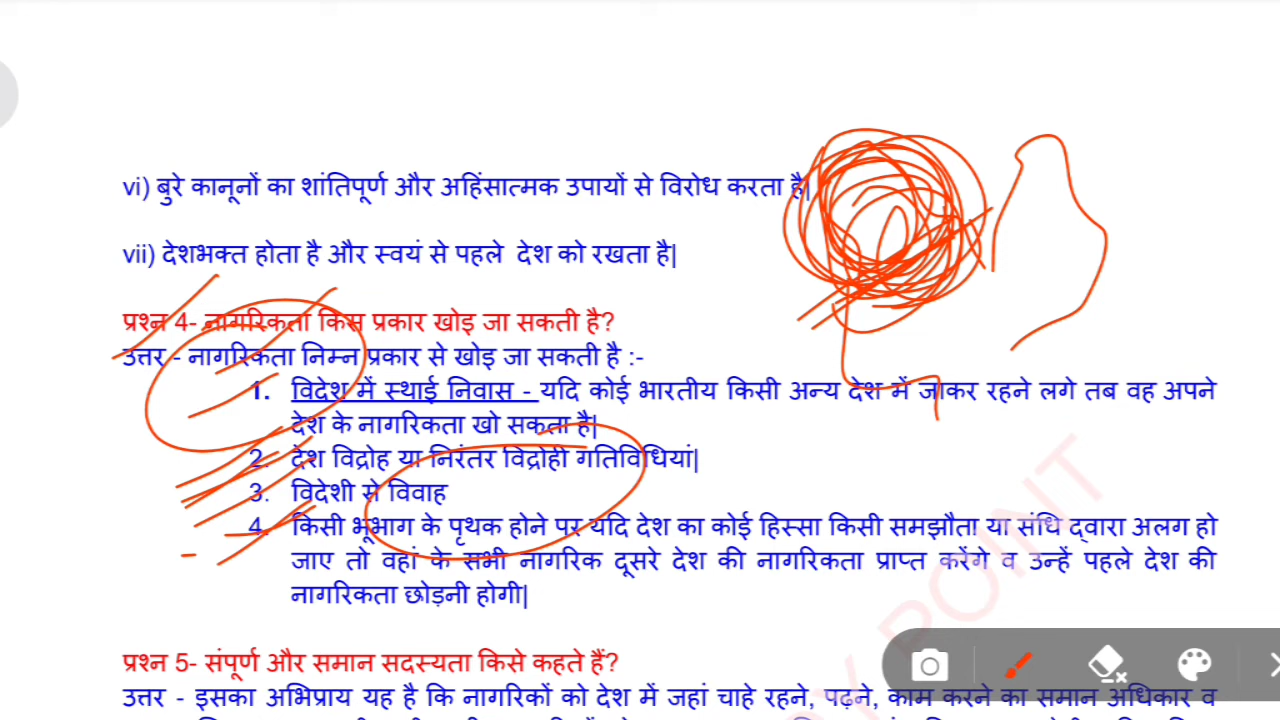 vi) बुरे कानूनों का शांतिपूर्ण और अहिंसात्मक उपायों से विरोध करता है|
vii) देशभक्त होता है और स्वयं से पहले देश को रखता है|
प्रश्न 4- नागरिकता किस प्रकार खोइ जा सकती है?
उत्तर - नागरिकता निम्न प्रकार से खोइ जा सकती है :-
1. विदेश में स्थाई निवास - यदि कोई भारतीय किसी अन्य देश में जाकर रहने लगे तब वह अपने
देश के नागरिकता खो सकता है|
2. देश विद्रोह या निरंतर विद्रोही गतिविधियां|
3. विदेशी से विवाह
4. किसी भूभाग के पृथक होने पर यदि देश का कोई हिस्सा किसी समझौता या संधि द्वारा अलग हो
जाए तो वहां के सभी नागरिक दूसरे देश की नागरिकता प्राप्त करेंगे व उन्हें पहले देश की
नागरिकता छोड़नी होगी|
प्रश्न 5- संपूर्ण और समान सदस्यता किसे कहते हैं?
उत्तर - इसका अभिप्राय यह है कि नागरिकों को देश में जहां चाहे रहने, पढ़ने, काम करने का समान अधिकार व
POINT